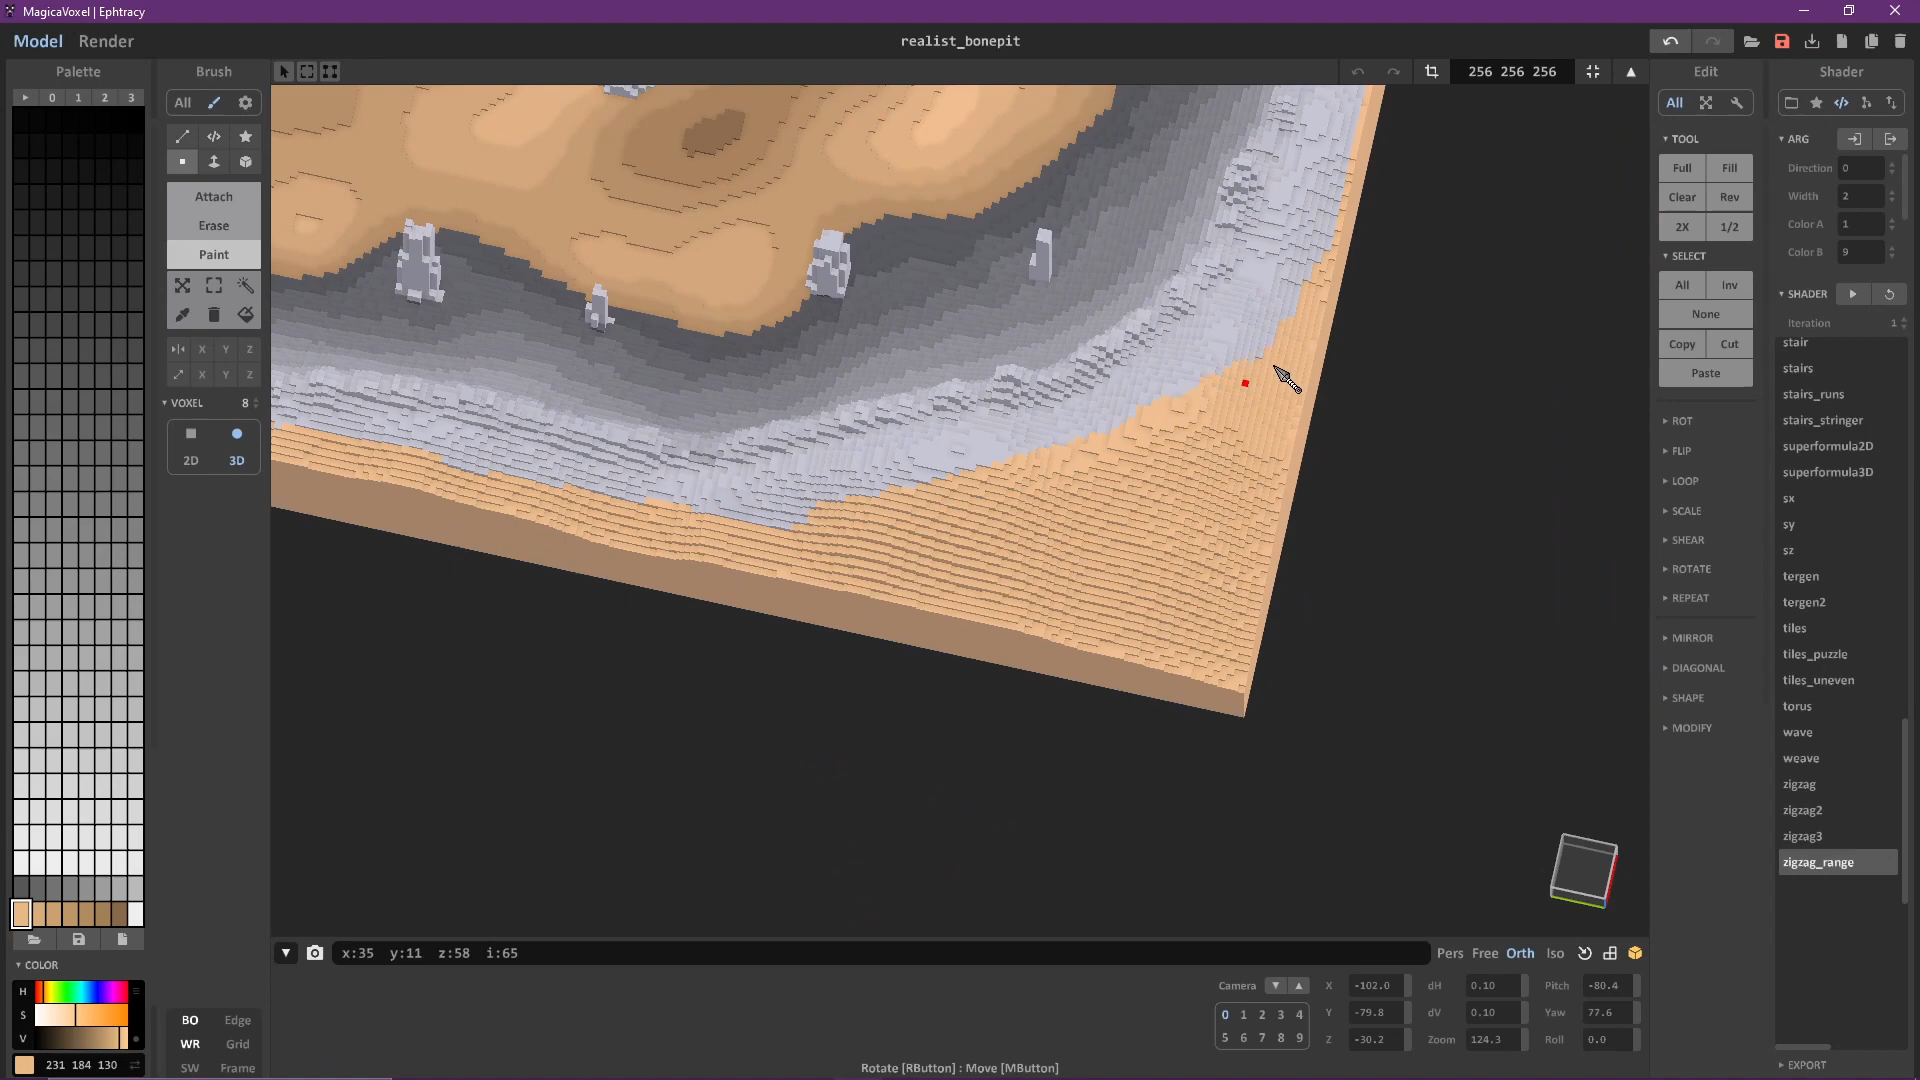 MagicaVoxel | Ephtracy
Model Render
realist_bonepit
Palette
0 1 2 3
Brush
All
Attach
Erase
Paint
X Y Z
X Y Z
VOXEL 8
2D 3D
256 256 256
Edit
All
TOOL
Full Fill
Clear Rev
2X 1/2
SELECT
All Inv
None
Copy Cut
Paste
ROT
FLIP
LOOP
SCALE
SHEAR
ROTATE
REPEAT
MIRROR
DIAGONAL
SHAPE
MODIFY
Shader
ARG
Direction 0
Width 2
Color A 1
Color B 9
SHADER
Iteration 1
stair
stairs
stairs_runs
stairs_stringer
superformula2D
superformula3D
sx
sy
sz
tergen
tergen2
tiles
tiles_puzzle
tiles_uneven
torus
wave
weave
zigzag
zigzag2
zigzag3
zigzag_range
EXPORT
COLOR
H
S
V
231 184 130
BO Edge
WR Grid
SW Frame
x:35 y:11 z:58 i:65
Pers Free Orth Iso
Camera X -102.0 dH 0.10 Pitch -80.4
0 1 2 3 4 Y -79.8 dV 0.10 Yaw 77.6
5 6 7 8 9 Z -30.2 Zoom 124.3 Roll 0.0
Rotate [RButton] : Move [MButton]